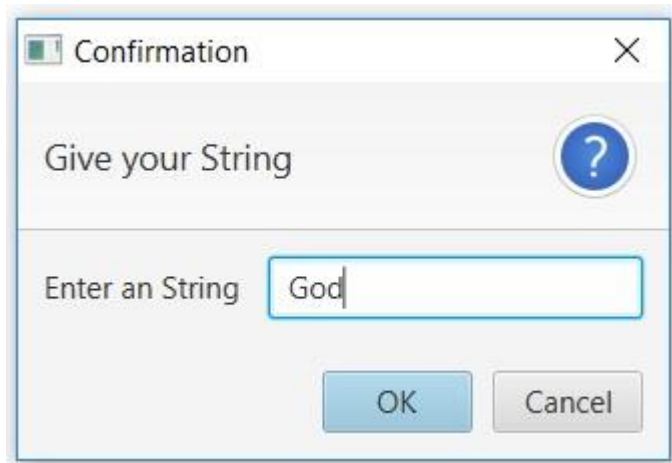 Confirmation
Give your String
?
Enter an String God
OK Cancel